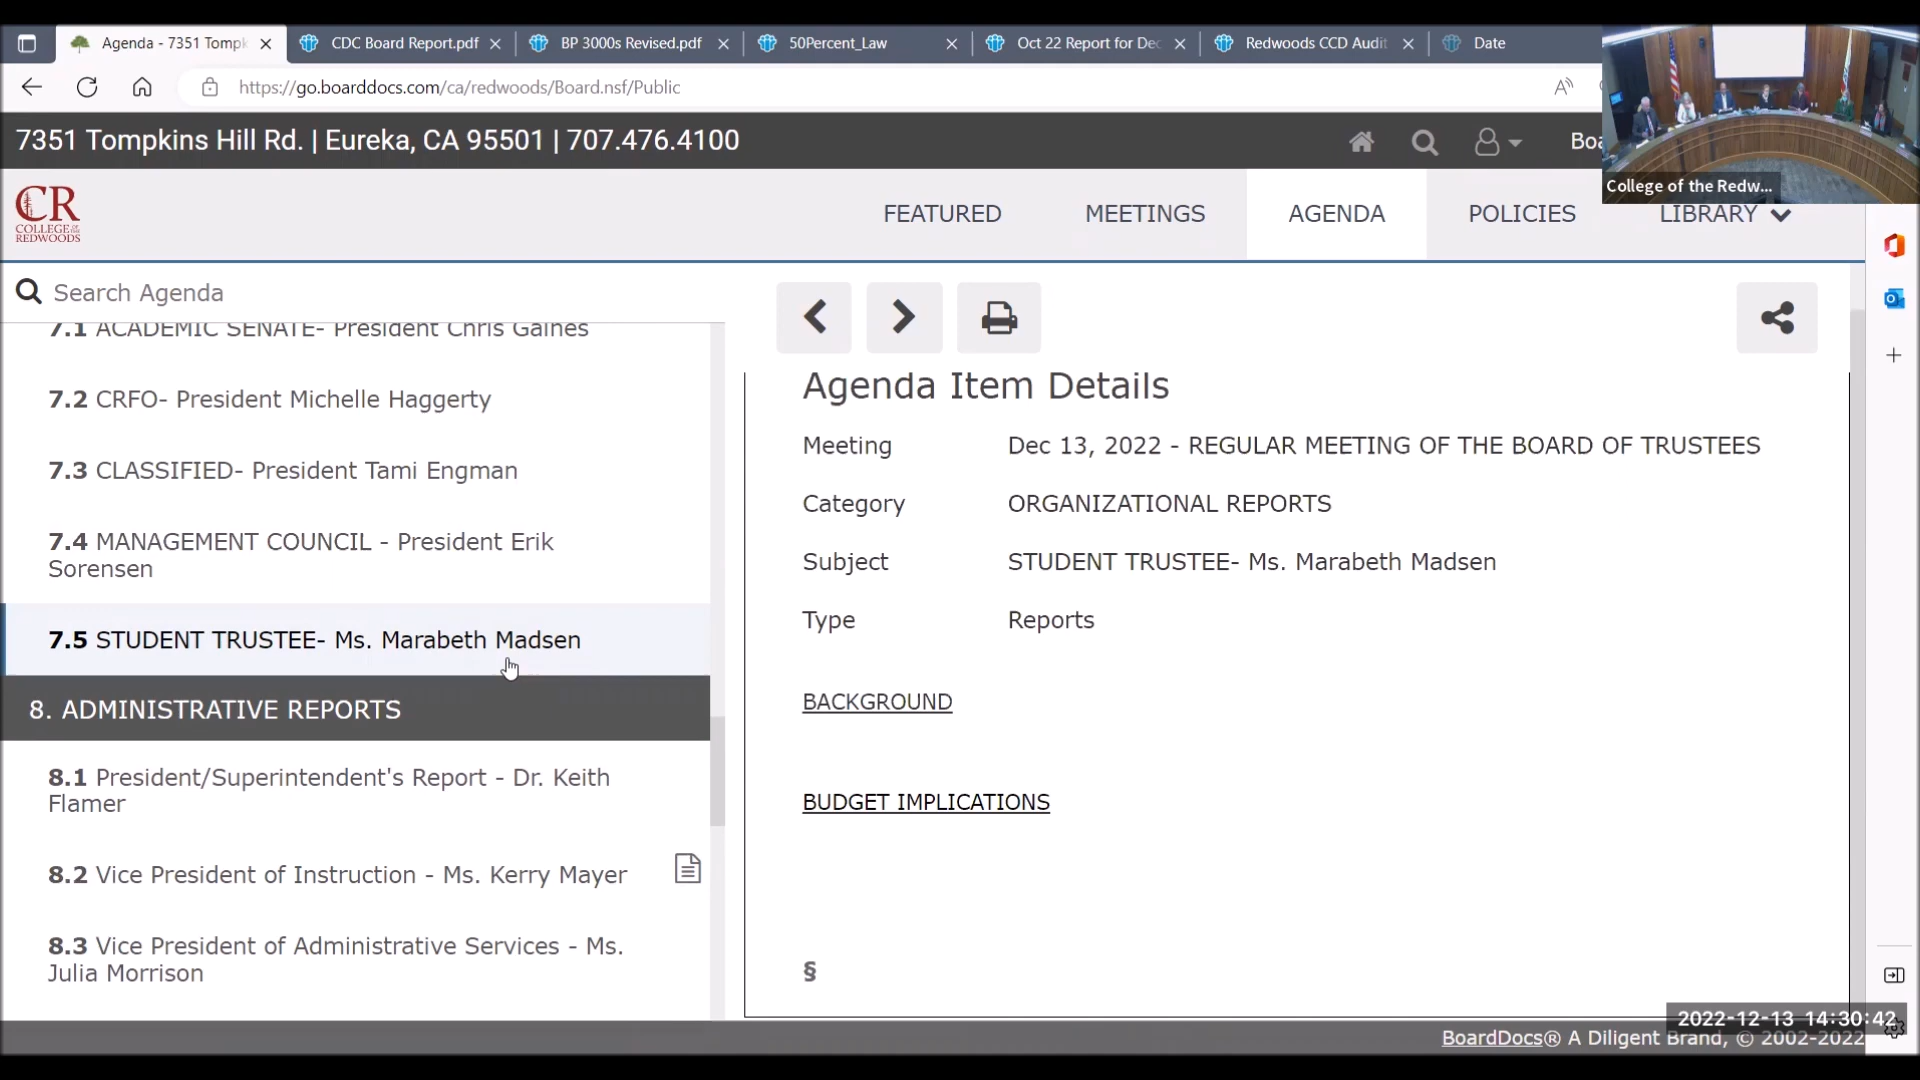 Agenda - 7351 Tomp
CDC Board Report.pdf
BP 3000s Revised.pdf
50Percent_Law
Oct 22 Report for Dec
Redwoods CCD Audit
Date
https://go.boarddocs.com/ca/redwoods/Board.nsf/Public
7351 Tompkins Hill Rd. | Eureka, CA 95501 | 707.476.4100
College of the Redw...
CR
COLLEGE OF THE
REDWOODS
FEATURED
MEETINGS
AGENDA
POLICIES
LIBRARY
Search Agenda
7.1 ACADEMIC SENATE- President Chris Gaines
7.2 CRFO- President Michelle Haggerty
7.3 CLASSIFIED- President Tami Engman
7.4 MANAGEMENT COUNCIL - President Erik
Sorensen
7.5 STUDENT TRUSTEE- Ms. Marabeth Madsen
8. ADMINISTRATIVE REPORTS
8.1 President/Superintendent's Report - Dr. Keith
Flamer
8.2 Vice President of Instruction - Ms. Kerry Mayer
8.3 Vice President of Administrative Services - Ms.
Julia Morrison
Agenda Item Details
Meeting
Dec 13, 2022 - REGULAR MEETING OF THE BOARD OF TRUSTEES
Category
ORGANIZATIONAL REPORTS
Subject
STUDENT TRUSTEE- Ms. Marabeth Madsen
Type
Reports
BACKGROUND
BUDGET IMPLICATIONS
§
2022-12-13 14:30:42
BoardDocs® A Diligent Brand, © 2002-2022